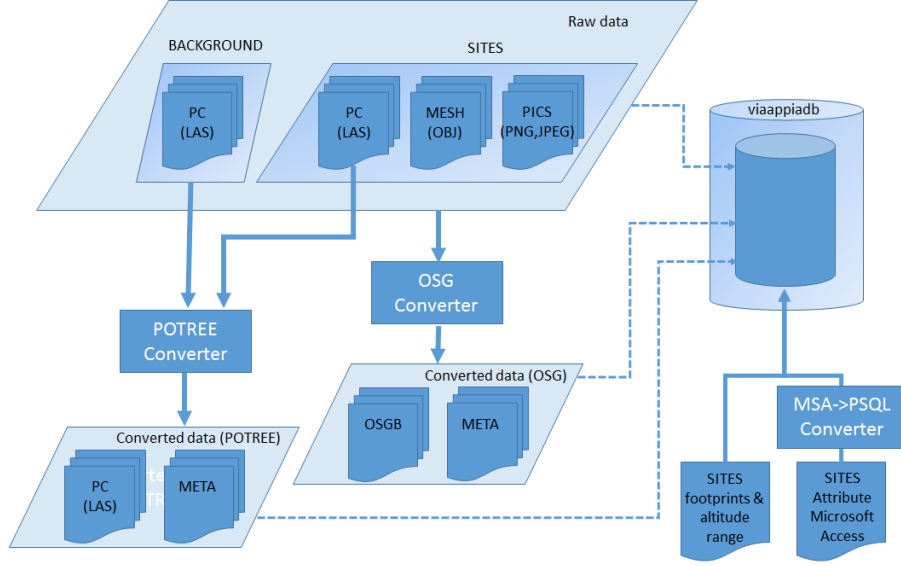 Raw data
BACKGROUND
SITES
PC
(LAS)
PC
(LAS)
MESH
(OBJ)
PICS
(PNG,JPEG)
viaappiadb
OSG
Converter
POTREE
Converter
Converted data (OSG)
OSGB
META
MSA->PSQL
Converter
Converted data (POTREE)
PC
(LAS)
META
SITES
footprints &
altitude
range
SITES
Attribute
Microsoft
Access